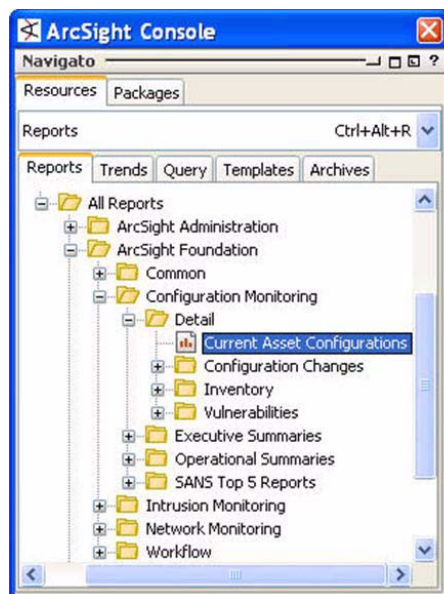 ArcSight Console
Navigato ?
Resources Packages
Reports Ctrl+Alt+R
Reports Trends Query Templates Archives
All Reports
ArcSight Administration
ArcSight Foundation
Common
Configuration Monitoring
Detail
Current Asset Configurations
Configuration Changes
Inventory
Vulnerabilities
Executive Summaries
Operational Summaries
SANS Top 5 Reports
Intrusion Monitoring
Network Monitoring
Workflow